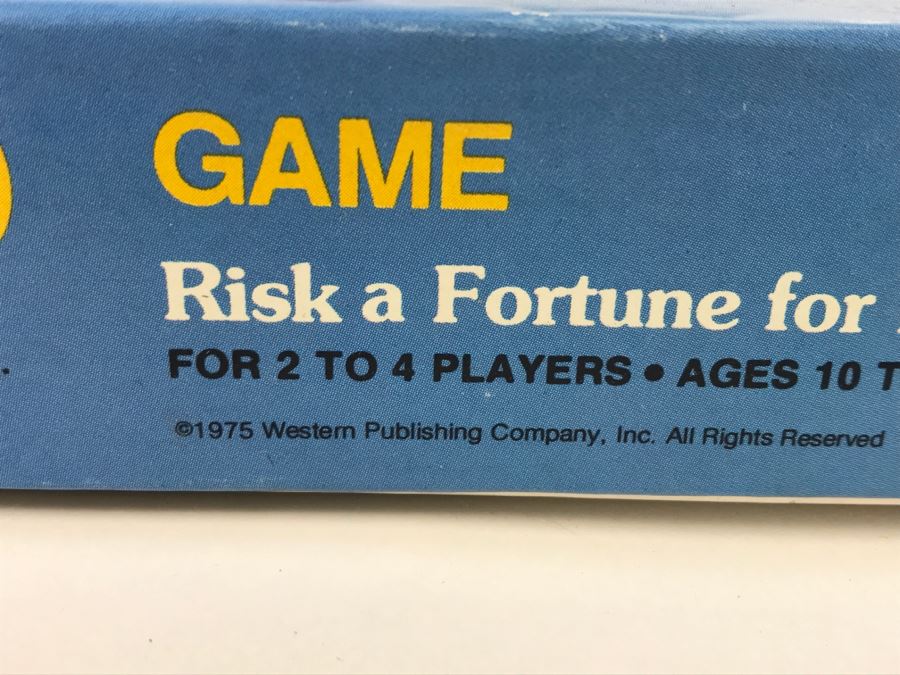 GAME
Risk a Fortune for
FOR 2 TO 4 PLAYERS • AGES 10 T
©1975 Western Publishing Company, Inc. All Rights Reserved